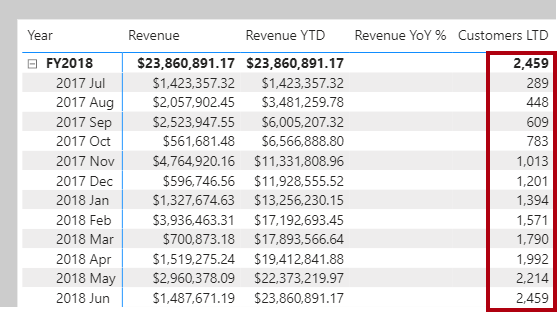 Year Revenue Revenue YTD Revenue YoY % Customers LTD
FY2018 $23,860,891.17 $23,860,891.17 2,459
2017 Jul $1,423,357.32 $1,423,357.32 289
2017 Aug $2,057,902.45 $3,481,259.78 448
2017 Sep $2,523,947.55 $6,005,207.32 609
2017 Oct $561,681.48 $6,566,888.80 783
2017 Nov $4,764,920.16 $11,331,808.96 1,013
2017 Dec $596,746.56 $11,928,555.52 1,201
2018 Jan $1,327,674.63 $13,256,230.15 1,394
2018 Feb $3,936,463.31 $17,192,693.45 1,571
2018 Mar $700,873.18 $17,893,566.64 1,790
2018 Apr $1,519,275.24 $19,412,841.88 1,992
2018 May $2,960,378.09 $22,373,219.97 2,214
2018 Jun $1,487,671.19 $23,860,891.17 2,459